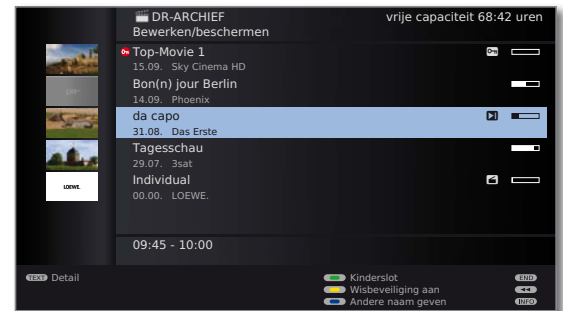 DR-ARCHIEF vrije capaciteit 68:42 uren
Bewerken/beschermen
Top-Movie 1
15.09. Sky Cinema HD
Bon(n) jour Berlin
14.09. Phoenix
da capo
31.08. Das Erste
Tagesschau
29.07. 3sat
Individual
00.00. LOEWE.
LOEWE.
09:45 - 10:00
TEXT Detail
Kinderslot END
Wisbeveiliging aan
Andere naam geven INFO